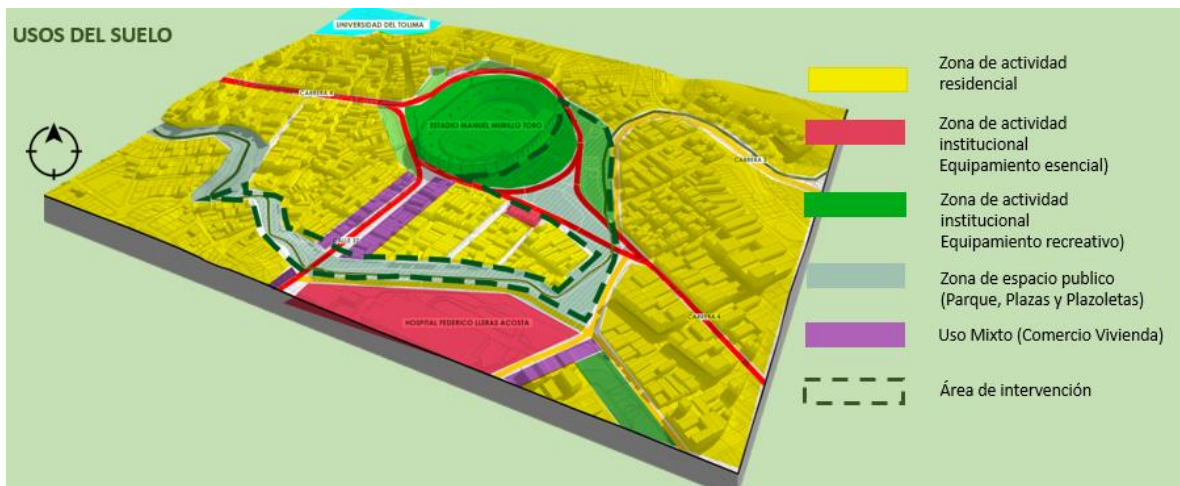 USOS DEL SUELO
UNIVERSIDAD DEL TOLIMA
CARRERA 4
ESTADIO MANUEL MURILLO TORO
CARRERA 5
CARRERA 4
HOSPITAL FEDERICO LLERAS ACOSTA
Zona de actividad
residencial
Zona de actividad
institucional
Equipamiento esencial)
Zona de actividad
institucional
Equipamiento recreativo)
Zona de espacio publico
(Parque, Plazas y Plazoletas)
Uso Mixto (Comercio Vivienda)
Área de intervención